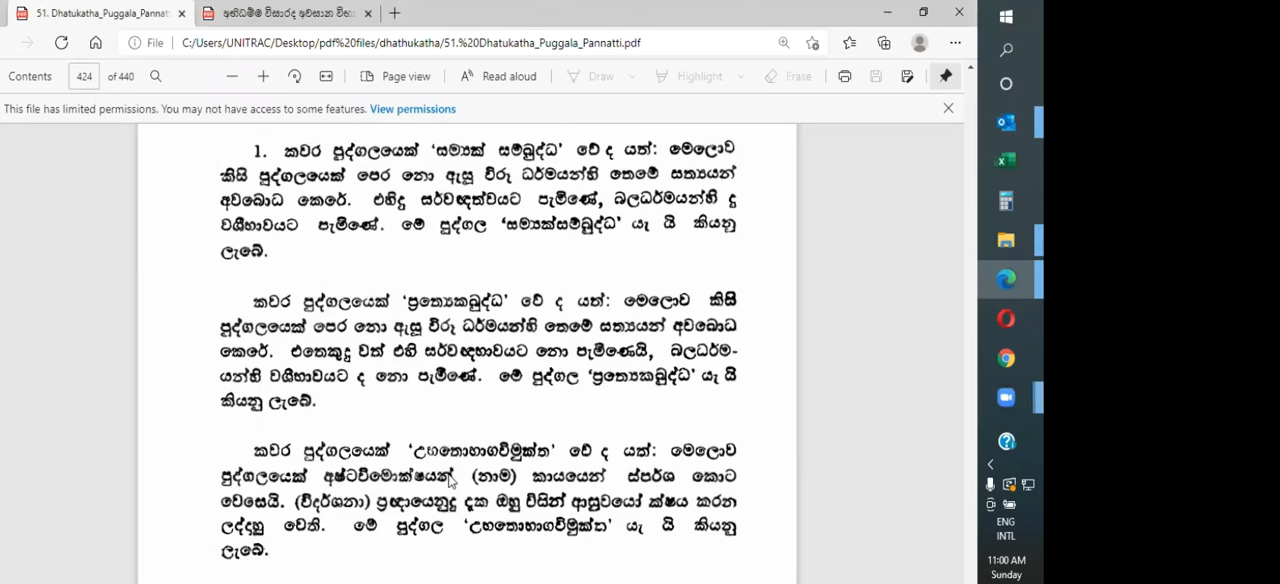 51. Dhatukatha_Puggala_Pannatti
අභිධම්ම විසාරද අවසාන විභා
File
C:/Users/UNITRAC/Desktop/pdf%20files/dhathukatha/51.%20Dhatukatha_Puggala_Pannatti.pdf
Contents 424 of 440 Page view Read aloud Draw Highlight Erase
This file has limited permissions. You may not have access to some features. View permissions
1. කවර පුද්ගලයෙක් ‘සම්‍යක් සම්බුද්ධ’ වේ ද යත්: මෙලොව
කිසි පුද්ගලයෙක් පෙර නො ඇසූ විරූ ධර්මයන්හි තෙමේ සත්‍යයන්
අවබොධ කෙරේ. එහිදු සර්වඥත්වයට පැමිණේ, බලධර්මයන්හි දු
වශීභාවයට පැමිණේ. මේ පුද්ගල ‘සම්‍යක්සම්බුද්ධ’ යැ යි කියනු
ලැබේ.
කවර පුද්ගලයෙක් ‘ප්‍රත්‍යෙකබුද්ධ’ වේ ද යත්: මෙලොව කිසි
පුද්ගලයෙක් පෙර නො ඇසූ විරූ ධර්මයන්හි තෙමේ සත්‍යයන් අවබොධ
කෙරේ. එතෙකුදු වත් එහි සර්වඥභාවයට නො පැමිණෙයි, බලධර්ම-
යන්හි වශීභාවයට ද නො පැමිණේ. මේ පුද්ගල ‘ප්‍රත්‍යෙකබුද්ධ’ යැ යි
කියනු ලැබේ.
කවර පුද්ගලයෙක් ‘උභතොභාගවිමුක්ත’ වේ ද යත්: මෙලොව
පුද්ගලයෙක් අෂ්ටවිමොක්ෂයන් (නාම) කායයෙන් ස්පර්ශ කොට
වෙසෙයි. (විදර්ශනා) ප්‍රඥායෙනුදු දැක ඔහු විසින් ආස්‍රවයෝ ක්ෂය කරන
ලද්දාහු වෙති. මේ පුද්ගල ‘උභතොභාගවිමුක්ත’ යැ යි කියනු
ලැබේ.
ENG
INTL
11:00 AM
Sunday